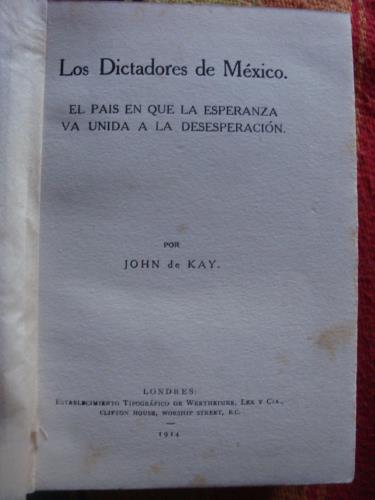 Los Dictadores de México.
EL PAIS EN QUE LA ESPERANZA
VA UNIDA A LA DESESPERACIÓN.
POR
JOHN de KAY.
LONDRES:
ESTABLECIMIENTO TIPOGRÁFICO DE WERTHEIMER, LEA Y CIA.,
CLIFTON HOUSE, WORSHIP STREET, E.C.
1914